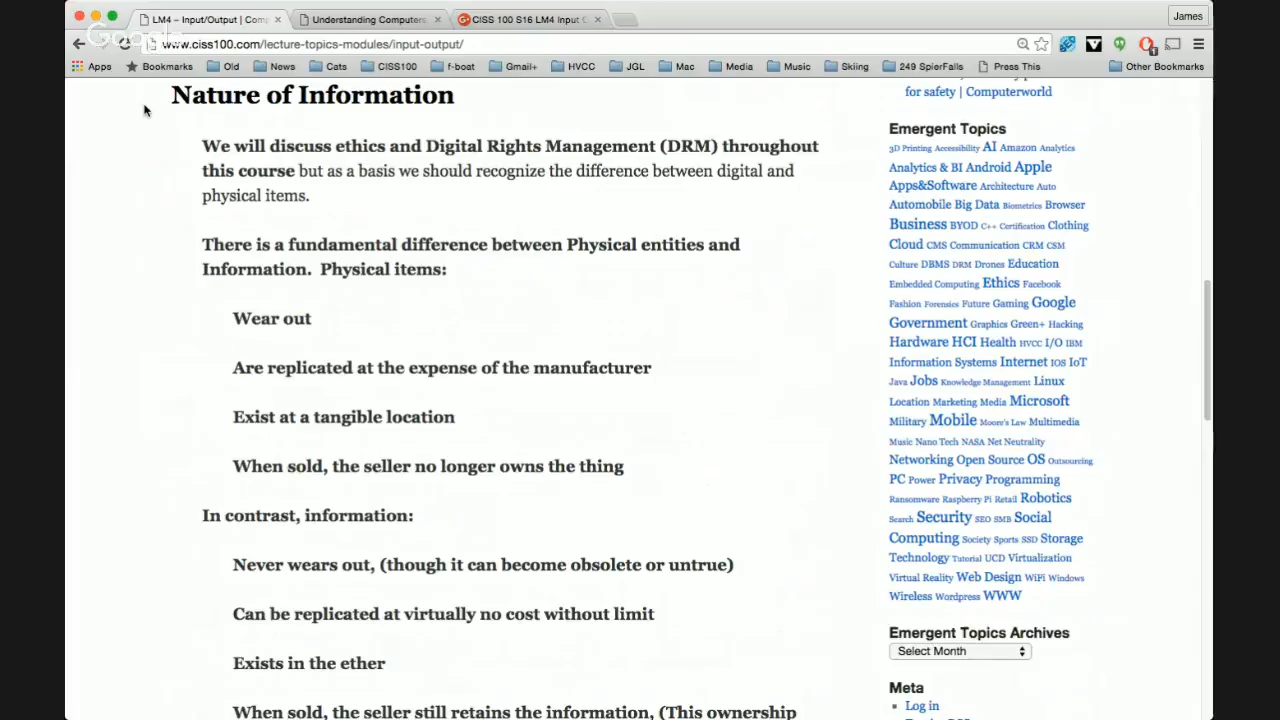 LM4 – Input/Output | Com
Understanding Computers
CISS 100 S16 LM4 Input
James
Google
www.ciss100.com/lecture-topics-modules/input-output/
Apps Bookmarks Old News Cats CISS100 f-boat Gmail+ HVCC JGL Mac Media Music Skiing 249 SpierFalls Press This Other Bookmarks
Nature of Information
We will discuss ethics and Digital Rights Management (DRM) throughout
this course but as a basis we should recognize the difference between digital and
physical items.
There is a fundamental difference between Physical entities and
Information. Physical items:
Wear out
Are replicated at the expense of the manufacturer
Exist at a tangible location
When sold, the seller no longer owns the thing
In contrast, information:
Never wears out, (though it can become obsolete or untrue)
Can be replicated at virtually no cost without limit
Exists in the ether
When sold, the seller still retains the information, (This ownership
for safety | Computerworld
Emergent Topics
3D Printing Accessibility AI Amazon Analytics
Analytics & BI Android Apple
Apps&Software Architecture Auto
Automobile Big Data Biometrics Browser
Business BYOD C++ Certification Clothing
Cloud CMS Communication CRM CSM
Culture DBMS DRM Drones Education
Embedded Computing Ethics Facebook
Fashion Forensics Future Gaming Google
Government Graphics Green+ Hacking
Hardware HCI Health HVCC I/O IBM
Information Systems Internet IOS IoT
Java Jobs Knowledge Management Linux
Location Marketing Media Microsoft
Military Mobile Moore's Law Multimedia
Music Nano Tech NASA Net Neutrality
Networking Open Source OS Outsourcing
PC Power Privacy Programming
Ransomware Raspberry Pi Retail Robotics
Search Security SEO SMB Social
Computing Society Sports SSD Storage
Technology Tutorial UCD Virtualization
Virtual Reality Web Design WiFi Windows
Wireless Wordpress WWW
Emergent Topics Archives
Select Month
Meta
Log in